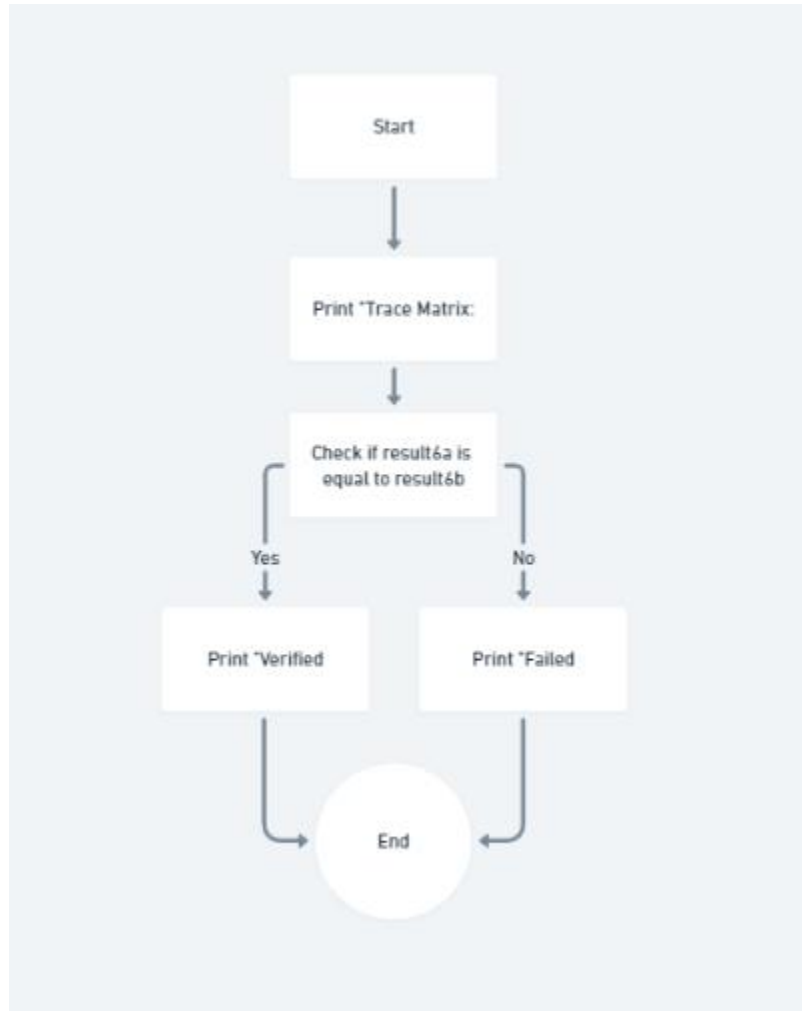 Start
Print "Trace Matrix:
Check if result6a is
equal to result6b
Yes
No
Print "Verified
Print "Failed
End